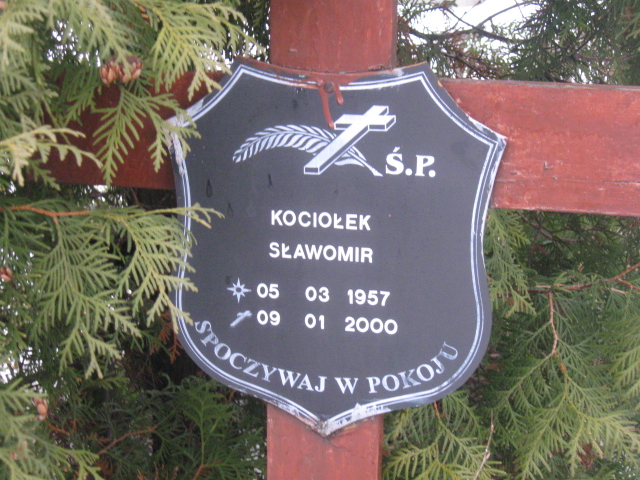 Ś.P.
KOCIOŁEK
SŁAWOMIR
05 03 1957
09 01 2000
SPOCZYWAJ W POKOJU